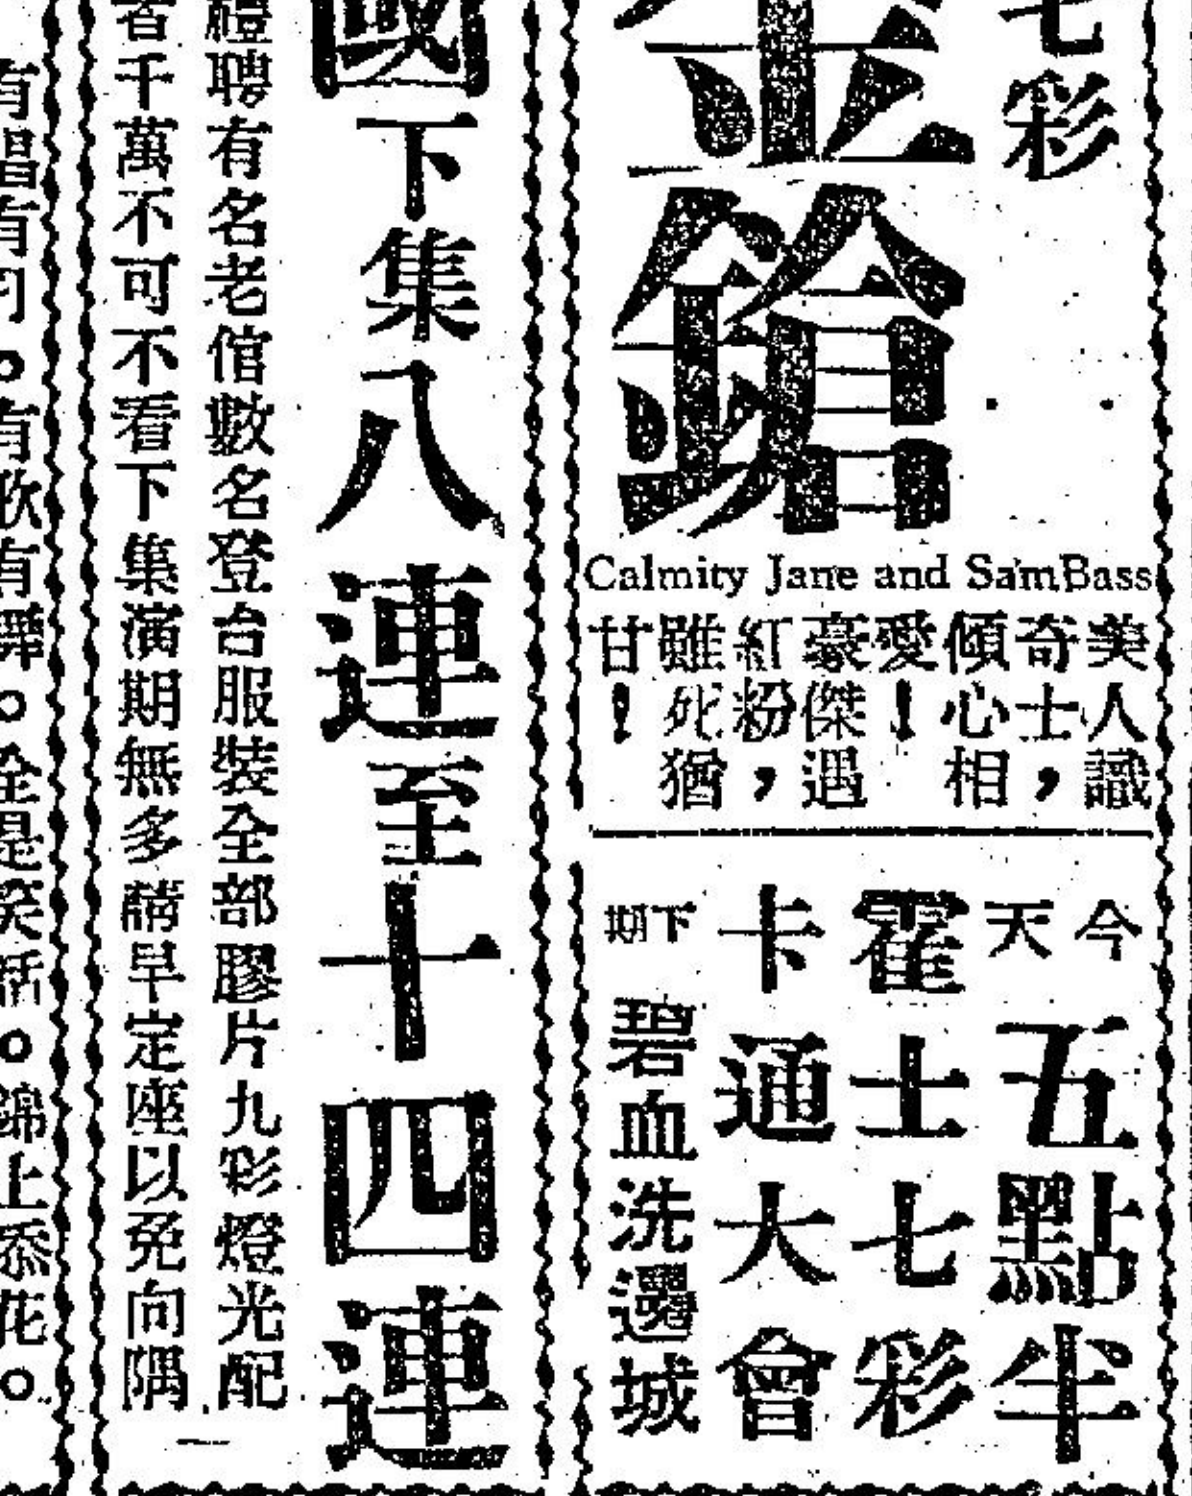 七彩
金鎗
Calmity Jane and Sam Bass
美人識
奇士，
傾心相
愛！
豪傑遇
紅粉，
雖死猶
甘！
今天
五點半
霍士七彩
卡通大會
下期
碧血洗邊城
國下集八連至十四連
禮聘有名老倌數名登台服裝全部膠片九彩燈光配
者千萬不可不看下集演期無多請早定座以免向隅
有唱有。有歌有舞。全是笑話。錦上添花。